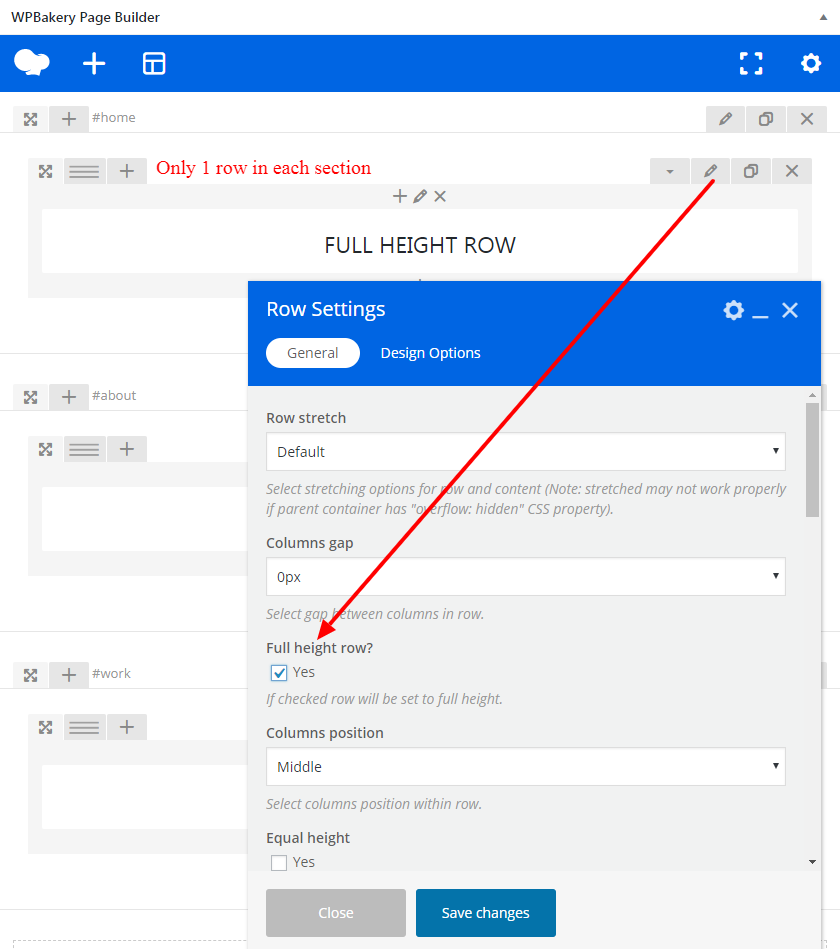 WPBakery Page Builder
#home
Only 1 row in each section
FULL HEIGHT ROW
Row Settings
General
Design Options
#about
Row stretch
Default
Select stretching options for row and content (Note: stretched may not work properly
if parent container has "overflow: hidden" CSS property).
Columns gap
0px
Select gap between columns in row.
Full height row?
Yes
If checked row will be set to full height.
#work
Columns position
Middle
Select columns position within row.
Equal height
Yes
Close
Save changes